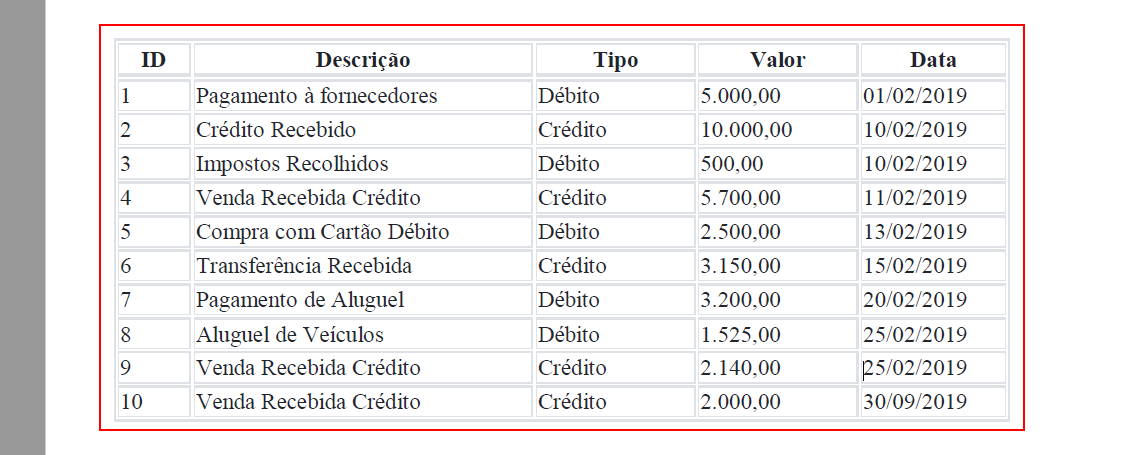 ID Descrição Tipo Valor Data
1 Pagamento à fornecedores Débito 5.000,00 01/02/2019
2 Crédito Recebido Crédito 10.000,00 10/02/2019
3 Impostos Recolhidos Débito 500,00 10/02/2019
4 Venda Recebida Crédito Crédito 5.700,00 11/02/2019
5 Compra com Cartão Débito Débito 2.500,00 13/02/2019
6 Transferência Recebida Crédito 3.150,00 15/02/2019
7 Pagamento de Aluguel Débito 3.200,00 20/02/2019
8 Aluguel de Veículos Débito 1.525,00 25/02/2019
9 Venda Recebida Crédito Crédito 2.140,00 25/02/2019
10 Venda Recebida Crédito Crédito 2.000,00 30/09/2019